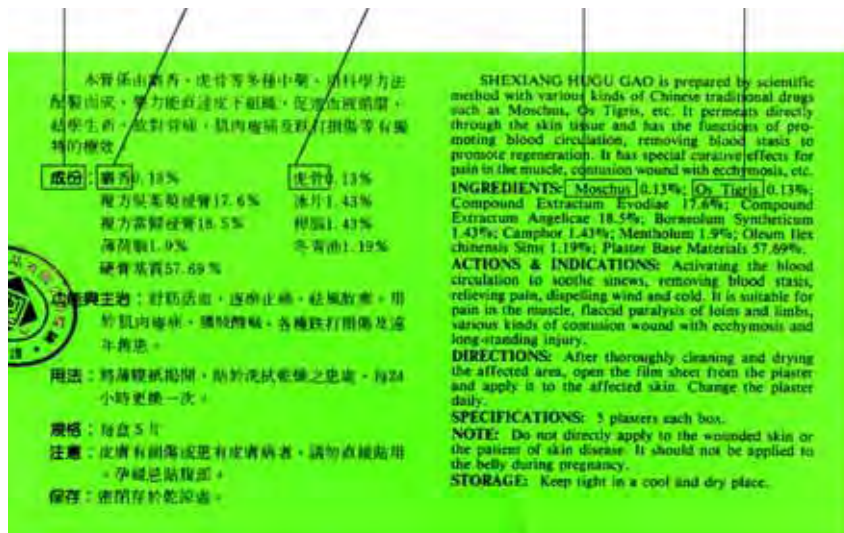 本膏係由麝香、虎骨等多種中藥，用科學方法
配製而成，藥力能直達皮下組織，促進血液循環，
祛瘀生新，故對骨痛，肌肉痠痛及跌打損傷等有獨
特的療效
成份：麝香0.13% 虎骨0.13%
複方吳茱萸浸膏17.6% 冰片1.43%
複方當歸浸膏18.5% 樟腦1.43%
薄荷腦1.9% 冬青油1.19%
硬膏基質57.69%
功能與主治：舒筋活血，逐瘀止痛，祛風散寒。用
於肌肉痠痛，腰肢酸痛，各種跌打損傷及遠
年舊患。
用法：將薄膜紙揭開，貼於洗拭乾燥之患處，每24
小時更換一次。
規格：每盒5片
注意：皮膚有損傷或患有皮膚病者，請勿直接貼用
。孕婦忌貼腹部。
保存：密閉存於乾涼處。
SHEXIANG HUGU GAO is prepared by scientific
method with various kinds of Chinese traditional drugs
such as Moschus, Os Tigris, etc. It permeats directly
through the skin tissue and has the functions of pro-
moting blood circulation, removing blood stasis to
promote regeneration. It has special curative effects for
pain in the muscle, contusion wound with ecchymosis, etc.
INGREDIENTS: Moschus 0.13%; Os Tigris 0.13%;
Compound Extractum Evodiae 17.6%; Compound
Extractum Angelicae 18.5%; Borneolum Syntheticum
1.43%; Camphor 1.43%; Mentholum 1.9%; Oleum Ilex
chinensis Sims 1.19%; Plaster Base Materials 57.69%.
ACTIONS & INDICATIONS: Activating the blood
circulation to soothe sinews, removing blood stasis,
relieving pain, dispelling wind and cold. It is suitable for
pain in the muscle, flaccid paralysis of loins and limbs,
various kinds of contusion wound with ecchymosis and
long-standing injury.
DIRECTIONS: After thoroughly cleaning and drying
the affected area, open the film sheet from the plaster
and apply it to the affected skin. Change the plaster
daily.
SPECIFICATIONS: 5 plasters each box.
NOTE: Do not directly apply to the wounded skin or
the patient of skin disease. It should not be applied to
the belly during pregnancy.
STORAGE: Keep tight in a cool and dry place.